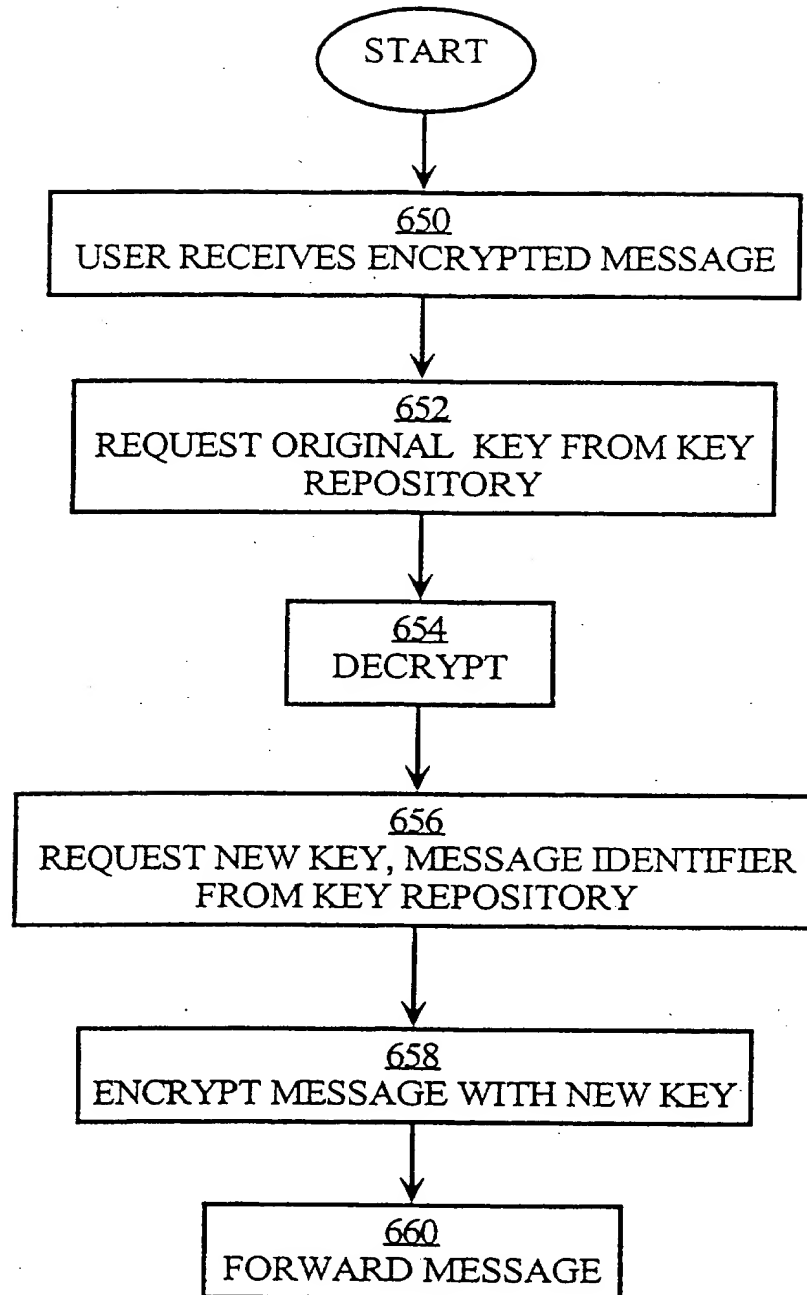 START
650
USER RECEIVES ENCRYPTED MESSAGE
652
REQUEST ORIGINAL KEY FROM KEY
REPOSITORY
654
DECRYPT
656
REQUEST NEW KEY, MESSAGE IDENTIFIER
FROM KEY REPOSITORY
658
ENCRYPT MESSAGE WITH NEW KEY
660
FORWARD MESSAGE